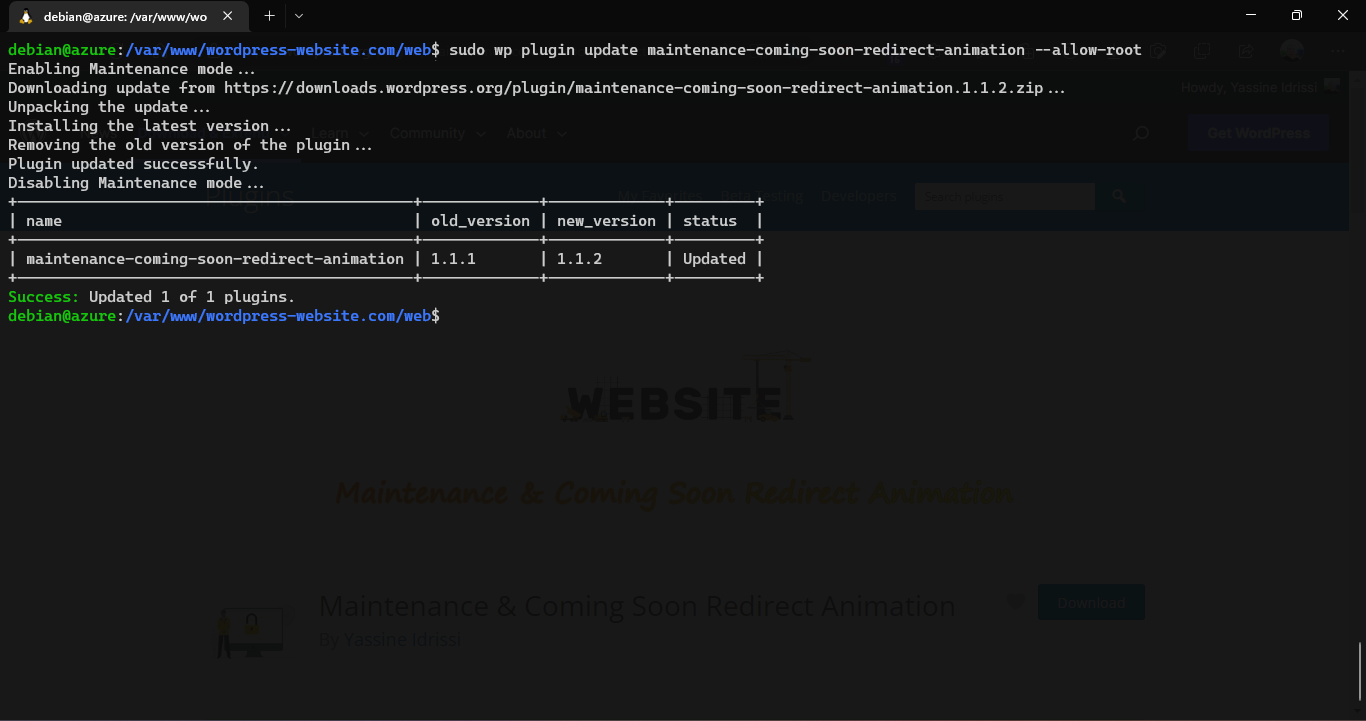 debian@azure: /var/www/wo
debian@azure:/var/www/wordpress-website.com/web$ sudo wp plugin update maintenance-coming-soon-redirect-animation --allow-root
Enabling Maintenance mode...
Downloading update from https://downloads.wordpress.org/plugin/maintenance-coming-soon-redirect-animation.1.1.2.zip...
Howdy, Yassine Idrissi
Unpacking the update...
Installing the latest version...
Learn Community About
Get WordPress
Removing the old version of the plugin...
Plugin updated successfully.
Disabling Maintenance mode...
Plugins My Favorites Beta Testing Developers Search plugins
| name | old_version | new_version | status |
| maintenance-coming-soon-redirect-animation | 1.1.1 | 1.1.2 | Updated |
Success: Updated 1 of 1 plugins.
debian@azure:/var/www/wordpress-website.com/web$
WEBSITE
Maintenance & Coming Soon Redirect Animation
Maintenance & Coming Soon Redirect Animation
Download
By Yassine Idrissi